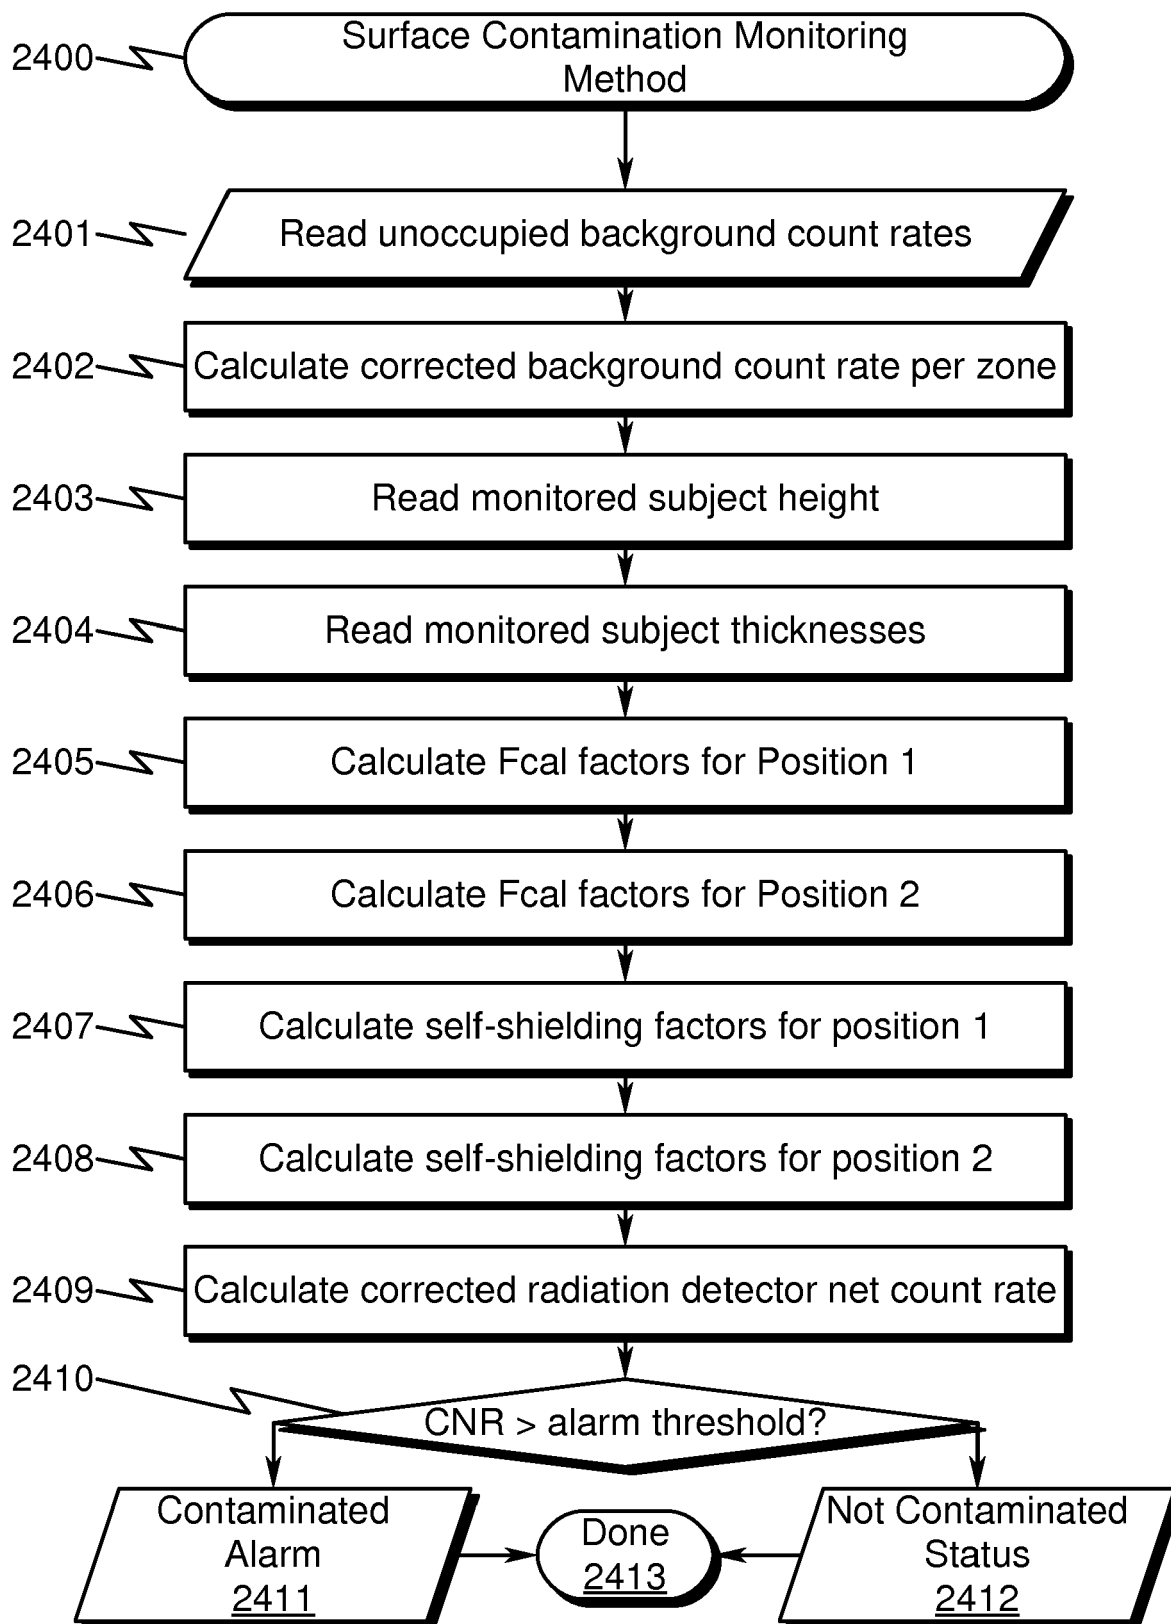 2400
Surface Contamination Monitoring
Method
2401
Read unoccupied background count rates
2402
Calculate corrected background count rate per zone
2403
Read monitored subject height
2404
Read monitored subject thicknesses
2405
Calculate Fcal factors for Position 1
2406
Calculate Fcal factors for Position 2
2407
Calculate self-shielding factors for position 1
2408
Calculate self-shielding factors for position 2
2409
Calculate corrected radiation detector net count rate
2410
CNR > alarm threshold?
Contaminated
Alarm
2411
Done
2413
Not Contaminated
Status
2412